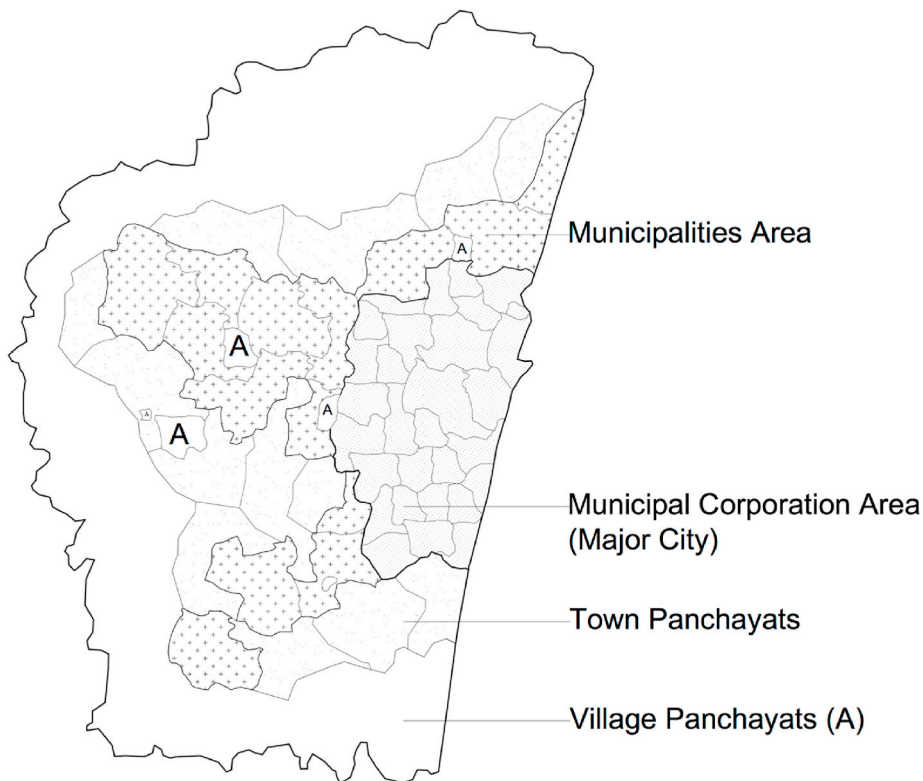 Municipalities Area
A
A
A
A
A
Municipal Corporation Area
(Major City)
Town Panchayats
Village Panchayats (A)